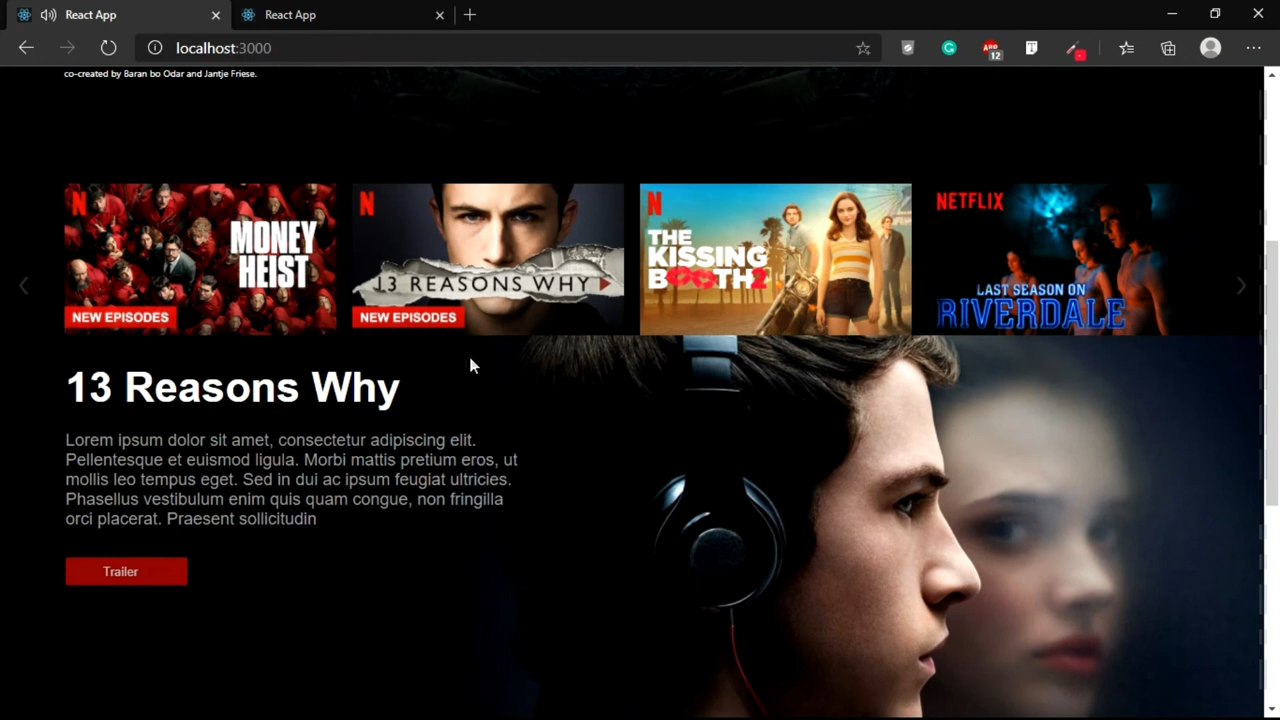 React App
React App
localhost:3000
ABP
12
T
co-created by Baran bo Odar and Jantje Friese.
N
MONEY
HEIST
NEW EPISODES
N
13 REASONS WHY
NEW EPISODES
N
THE
KISSING
BOOTH2
NETFLIX
LAST SEASON ON
RIVERDALE
13 Reasons Why
Lorem ipsum dolor sit amet, consectetur adipiscing elit.
Pellentesque et euismod ligula. Morbi mattis pretium eros, ut
mollis leo tempus eget. Sed in dui ac ipsum feugiat ultricies.
Phasellus vestibulum enim quis quam congue, non fringilla
orci placerat. Praesent sollicitudin
Trailer